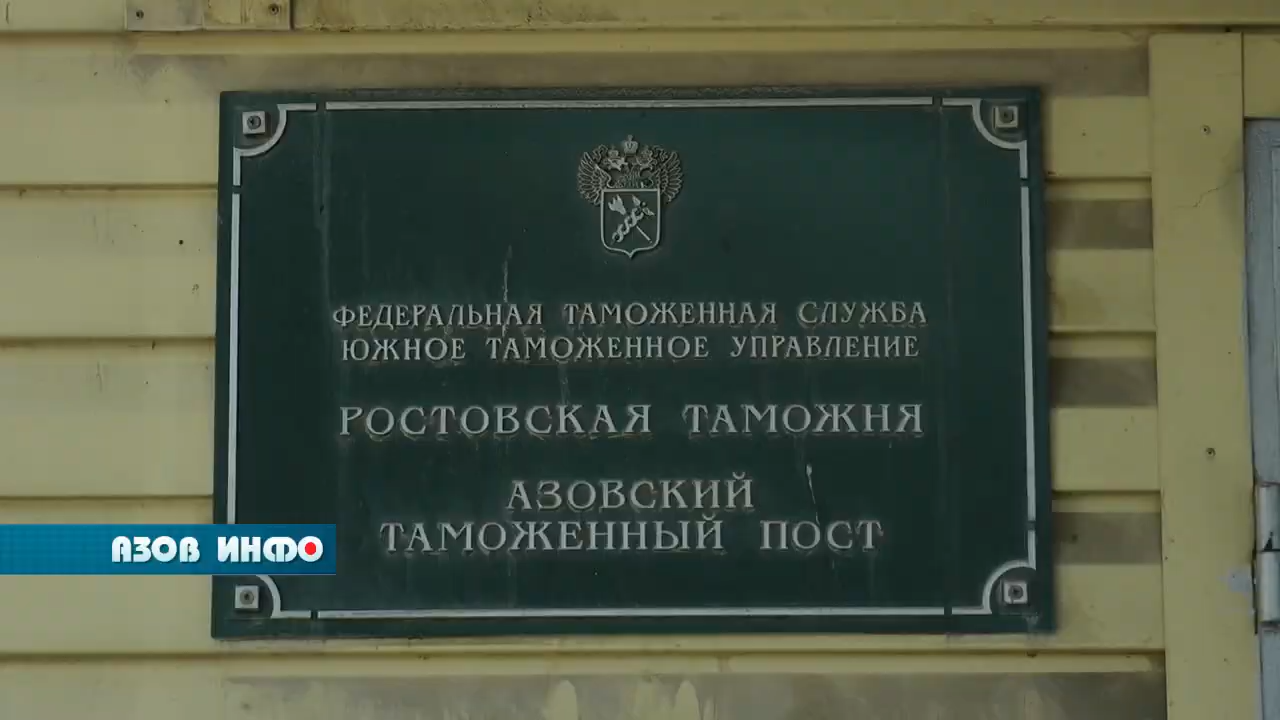 ФЕДЕРАЛЬНАЯ ТАМОЖЕННАЯ СЛУЖБА
ЮЖНОЕ ТАМОЖЕННОЕ УПРАВЛЕНИЕ
РОСТОВСКАЯ ТАМОЖНЯ
АЗОВСКИЙ
ТАМОЖЕННЫЙ ПОСТ
АЗОВ ИНФО